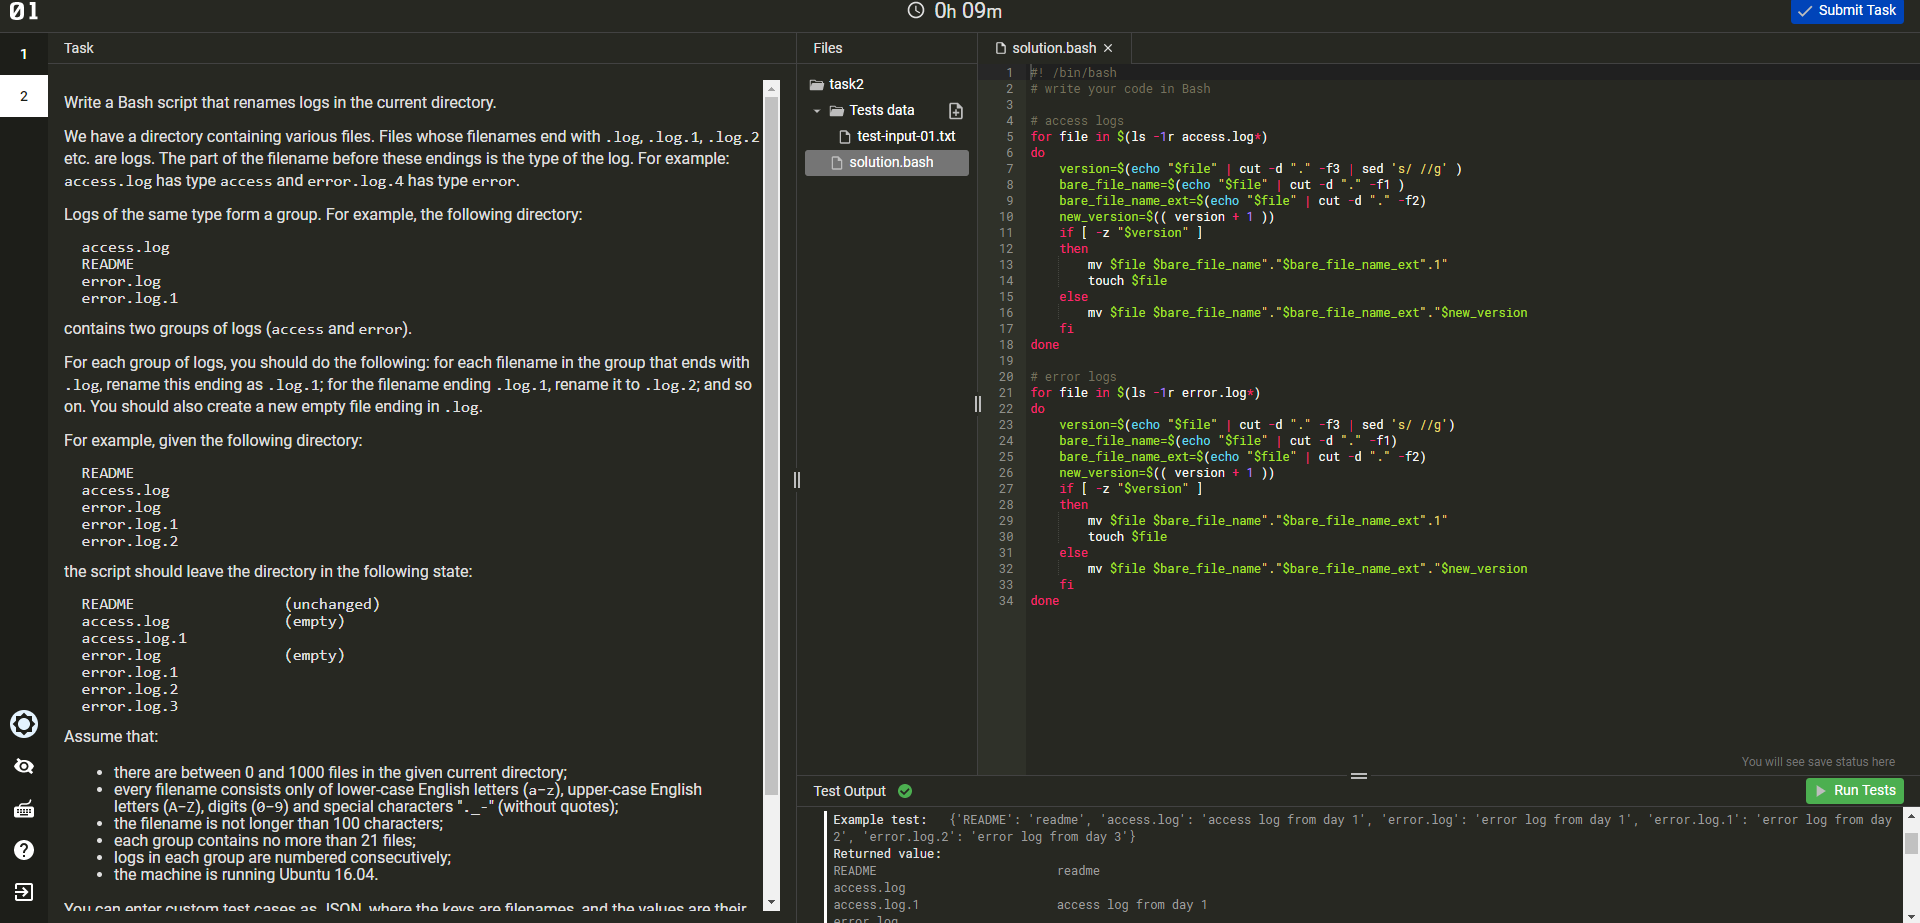 01
0h 09m
Submit Task
1
2
Task
Write a Bash script that renames logs in the current directory.
We have a directory containing various files. Files whose filenames end with .log, .log.1, .log.2
etc. are logs. The part of the filename before these endings is the type of the log. For example:
access.log has type access and error.log.4 has type error.
Logs of the same type form a group. For example, the following directory:
access.log
README
error.log
error.log.1
contains two groups of logs (access and error).
For each group of logs, you should do the following: for each filename in the group that ends with
.log, rename this ending as .log.1; for the filename ending .log.1, rename it to .log.2; and so
on. You should also create a new empty file ending in .log.
For example, given the following directory:
README
access.log
error.log
error.log.1
error.log.2
the script should leave the directory in the following state:
README (unchanged)
access.log (empty)
access.log.1
error.log (empty)
error.log.1
error.log.2
error.log.3
Assume that:
• there are between 0 and 1000 files in the given current directory;
• every filename consists only of lower-case English letters (a-z), upper-case English
letters (A-Z), digits (0-9) and special characters "._-" (without quotes);
• the filename is not longer than 100 characters;
• each group contains no more than 21 files;
• logs in each group are numbered consecutively;
• the machine is running Ubuntu 16.04.
You can enter custom test cases as JSON, where the keys are filenames, and the values are their
Files
task2
Tests data
test-input-01.txt
solution.bash
solution.bash ×
1 #! /bin/bash
2 # write your code in Bash
3
4 # access logs
5 for file in $(ls -1r access.log*)
6 do
7 version=$(echo "$file" | cut -d "." -f3 | sed 's/ //g' )
8 bare_file_name=$(echo "$file" | cut -d "." -f1 )
9 bare_file_name_ext=$(echo "$file" | cut -d "." -f2)
10 new_version=$(( version + 1 ))
11 if [ -z "$version" ]
12 then
13 mv $file $bare_file_name"."$bare_file_name_ext".1"
14 touch $file
15 else
16 mv $file $bare_file_name"."$bare_file_name_ext"."$new_version
17 fi
18 done
19
20 # error logs
21 for file in $(ls -1r error.log*)
22 do
23 version=$(echo "$file" | cut -d "." -f3 | sed 's/ //g')
24 bare_file_name=$(echo "$file" | cut -d "." -f1)
25 bare_file_name_ext=$(echo "$file" | cut -d "." -f2)
26 new_version=$(( version + 1 ))
27 if [ -z "$version" ]
28 then
29 mv $file $bare_file_name"."$bare_file_name_ext".1"
30 touch $file
31 else
32 mv $file $bare_file_name"."$bare_file_name_ext"."$new_version
33 fi
34 done
You will see save status here
Test Output
Run Tests
Example test: {'README': 'readme', 'access.log': 'access log from day 1', 'error.log': 'error log from day 1', 'error.log.1': 'error log from day
2', 'error.log.2': 'error log from day 3'}
Returned value:
README readme
access.log
access.log.1 access log from day 1
error.log